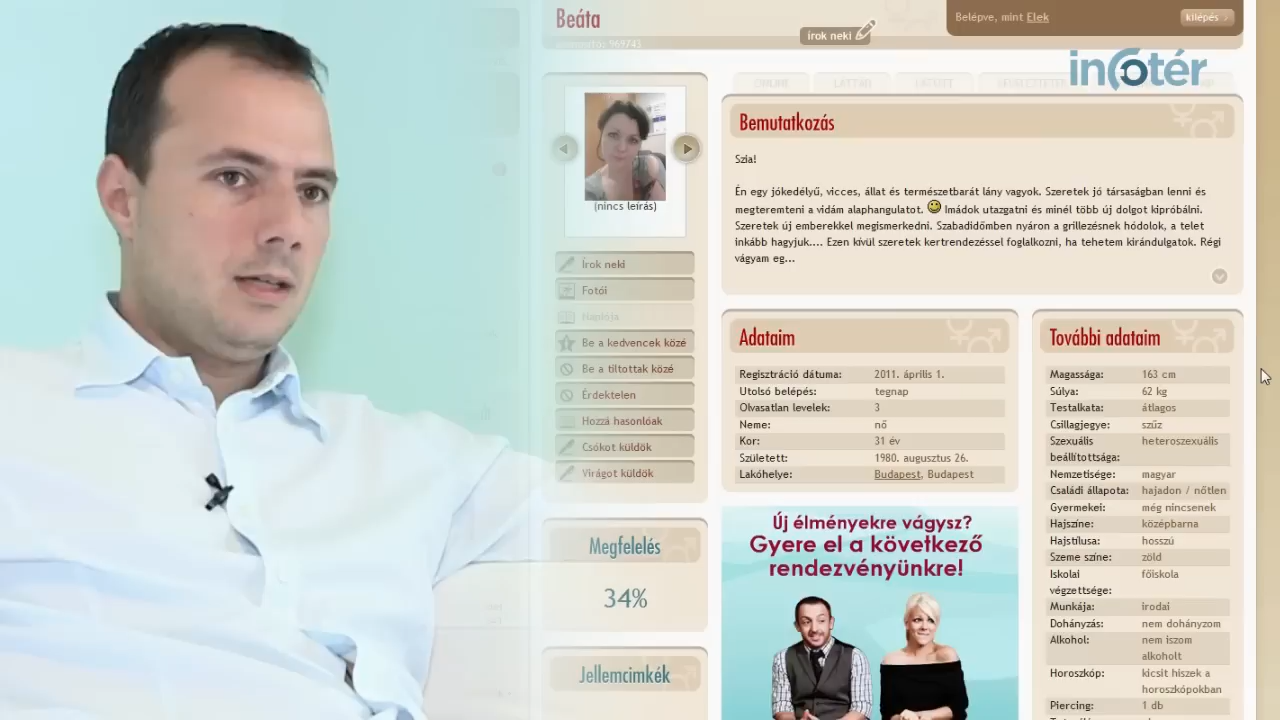 Beáta
969743
írok neki
Belépve, mint Elek
kilépés
incotér
Bemutatkozás
Szia!
Én egy jókedélyű, vicces, állat és természetbarát lány vagyok. Szeretek jó társaságban lenni és
megteremteni a vidám alaphangulatot. Imádok utazgatni és minél több új dolgot kipróbálni.
Szeretek új emberekkel megismerkedni. Szabadidőmben nyáron a grillezésnek hódolok, a telet
inkább hagyjuk.... Ezen kívül szeretek kertrendezéssel foglalkozni, ha tehetem kirándulgatok. Régi
vágyam eg...
(nincs leírás)
Írok neki
Fotói
Naplója
Be a kedvencek közé
Be a tiltottak közé
Érdektelen
Hozzá hasonlóak
Csókot küldök
Virágot küldök
Megfelelés
34%
Jellemcimkék
Adataim
Regisztráció dátuma: 2011. április 1.
Utolsó belépés: tegnap
Olvasatlan levelek: 3
Neme: nő
Kor: 31 év
Született: 1980. augusztus 26.
Lakóhelye: Budapest, Budapest
Új élményekre vágysz?
Gyere el a következő
rendezvényünkre!
További adataim
Magassága: 163 cm
Súlya: 62 kg
Testalkata: átlagos
Csillagjegye: szűz
Szexuális heteroszexuális
beállítottsága:
Nemzetisége: magyar
Családi állapota: hajadon / nőtlen
Gyermekei: még nincsenek
Hajszíne: középbarna
Hajstílusa: hosszú
Szeme színe: zöld
Iskolai főiskola
végzettsége:
Munkája: irodai
Dohányzás: nem dohányzom
Alkohol: nem iszom
alkoholt
Horoszkóp: kicsit hiszek a
horoszkópokban
Piercing: 1 db